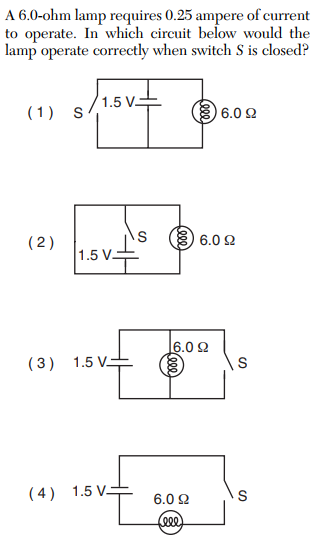 A 6.0-ohm lamp requires 0.25 ampere of current
to operate. In which circuit below would the
lamp operate correctly when switch S is closed?
(1) S 1.5 V 6.0 Ω
(2) S 6.0 Ω
1.5 V
6.0 Ω
(3) 1.5 V S
(4) 1.5 V S
6.0 Ω